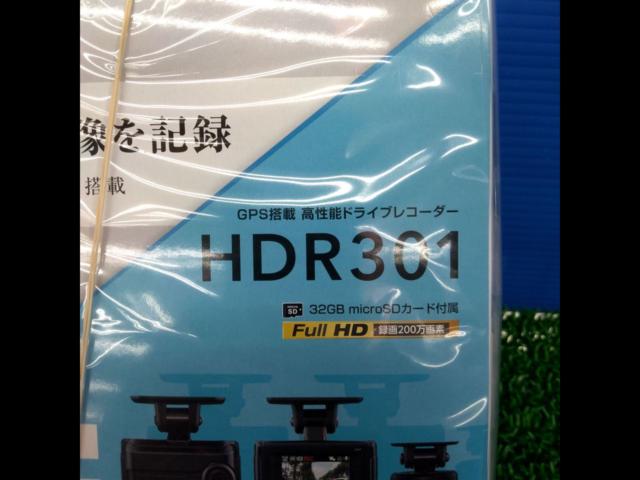 像を記録
搭載
GPS搭載 高性能ドライブレコーダー
HDR301
32GB microSDカード付属
Full HD 録画200万画素